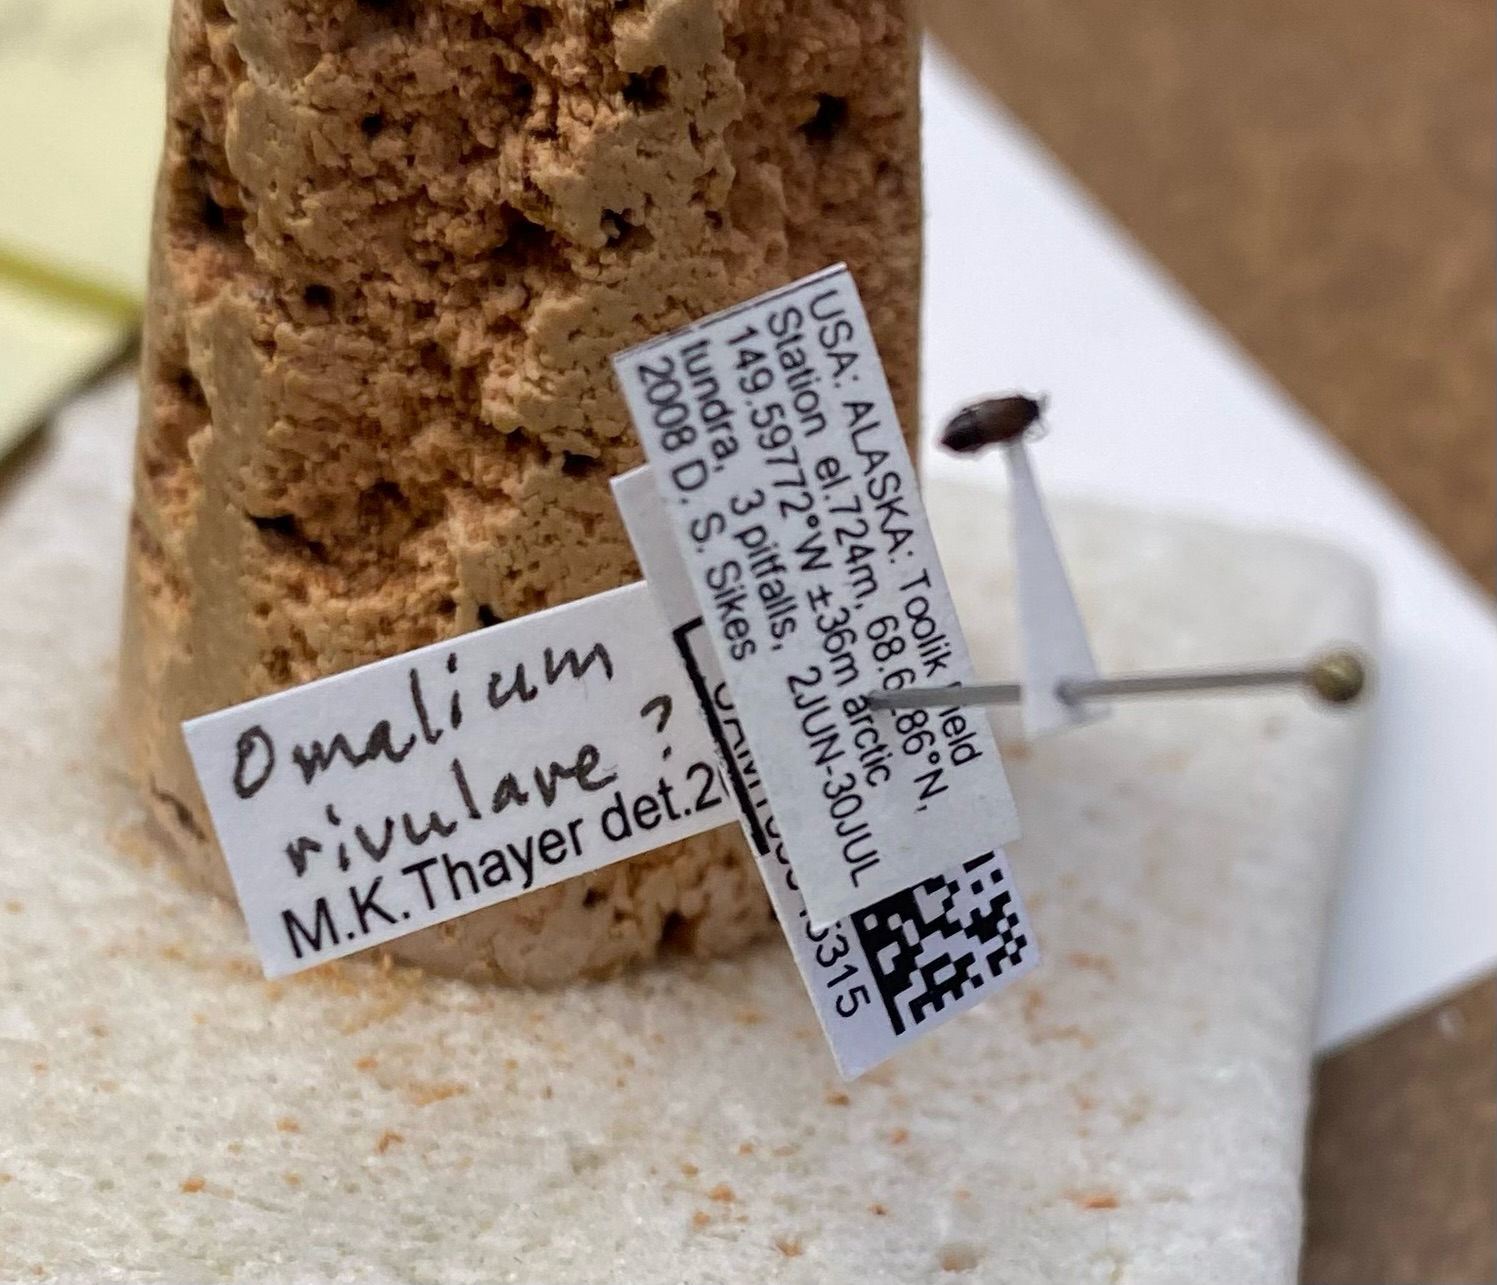 USA: ALASKA: Toolik
Station el.724m,
149.59772°W ±36m arctic
tundra, 3 pitfalls, 2JUN-30JUL
2008 D. S. Sikes
Omalium
rivulare ?
M.K.Thayer det.